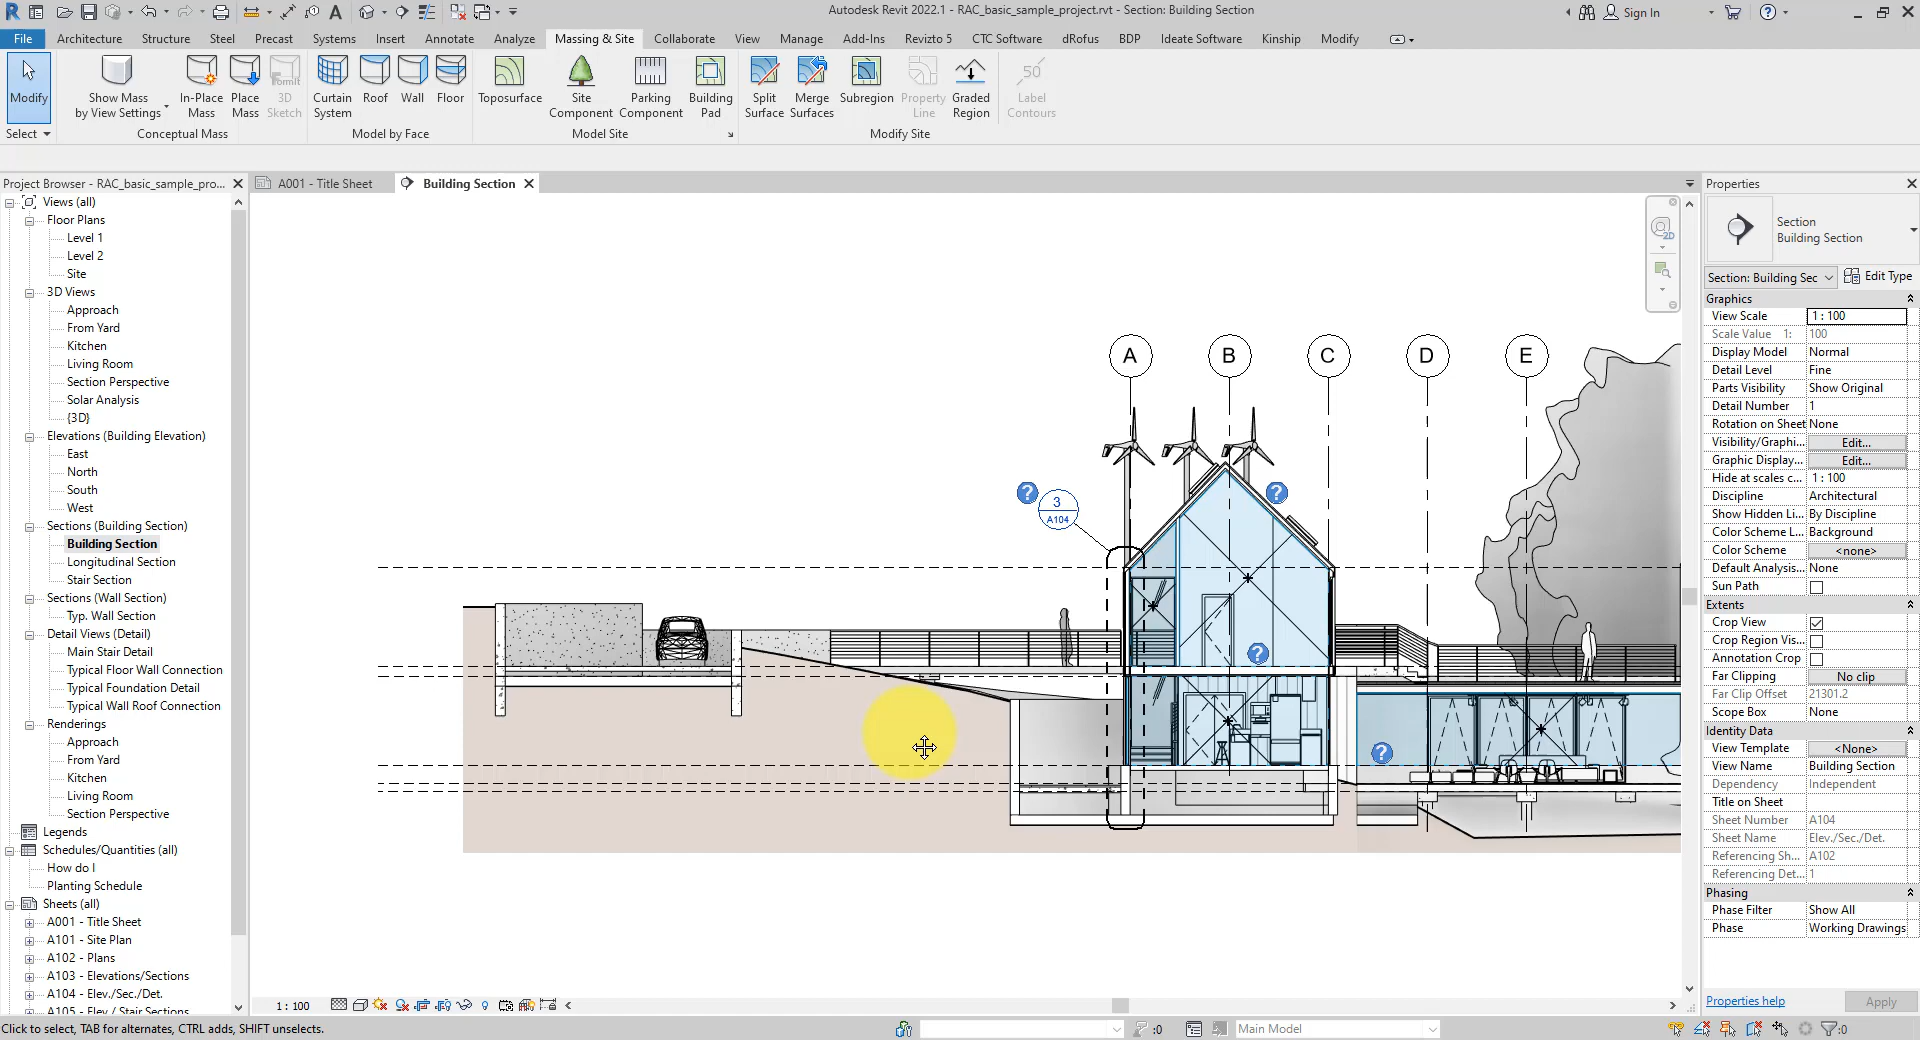 Autodesk Revit 2022.1 - RAC_basic_sample_project.rvt - Section: Building Section
Sign In
File Architecture Structure Steel Precast Systems Insert Annotate Analyze Massing & Site Collaborate View Manage Add-Ins Revizto 5 CTC Software dRofus BDP Ideate Software Kinship Modify
Modify
Show Mass
by View Settings
In-Place
Mass
Place
Mass
3D
Sketch
Curtain
System
Roof
Wall
Floor
Toposurface
Site
Component
Parking
Component
Building
Pad
Split
Surface
Merge
Surfaces
Subregion
Property
Line
Graded
Region
50
Label
Contours
Select
Conceptual Mass
Model by Face
Model Site
Modify Site
Project Browser - RAC_basic_sample_pro...
Views (all)
Floor Plans
Level 1
Level 2
Site
3D Views
Approach
From Yard
Kitchen
Living Room
Section Perspective
Solar Analysis
{3D}
Elevations (Building Elevation)
East
North
South
West
Sections (Building Section)
Building Section
Longitudinal Section
Stair Section
Sections (Wall Section)
Typ. Wall Section
Detail Views (Detail)
Main Stair Detail
Typical Floor Wall Connection
Typical Foundation Detail
Typical Wall Roof Connection
Renderings
Approach
From Yard
Kitchen
Living Room
Section Perspective
Legends
Schedules/Quantities (all)
How do I
Planting Schedule
Sheets (all)
A001 - Title Sheet
A101 - Site Plan
A102 - Plans
A103 - Elevations/Sections
A104 - Elev./Sec./Det.
A105 - Elev./ Stair Sections
A001 - Title Sheet
Building Section
2D
A B C D E
3
A104
?
?
?
?
Properties
Section
Building Section
Section: Building Sec
Edit Type
Graphics
View Scale 1 : 100
Scale Value 1: 100
Display Model Normal
Detail Level Fine
Parts Visibility Show Original
Detail Number 1
Rotation on Sheet None
Visibility/Graphi... Edit...
Graphic Display... Edit...
Hide at scales c... 1 : 100
Discipline Architectural
Show Hidden Li... By Discipline
Color Scheme L... Background
Color Scheme <none>
Default Analysis... None
Sun Path
Extents
Crop View
Crop Region Vis...
Annotation Crop
Far Clipping No clip
Far Clip Offset 21301.2
Scope Box None
Identity Data
View Template <None>
View Name Building Section
Dependency Independent
Title on Sheet
Sheet Number A104
Sheet Name Elev./Sec./Det.
Referencing Sh... A102
Referencing Det... 1
Phasing
Phase Filter Show All
Phase Working Drawings
Properties help
Apply
1 : 100
Click to select, TAB for alternates, CTRL adds, SHIFT unselects.
:0
Main Model
:0